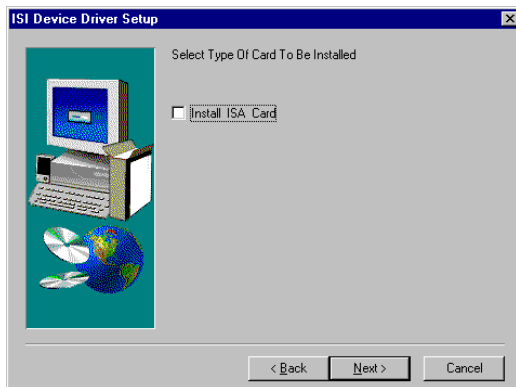 ISI Device Driver Setup
Select Type Of Card To Be Installed
Install ISA Card
< Back
Next >
Cancel